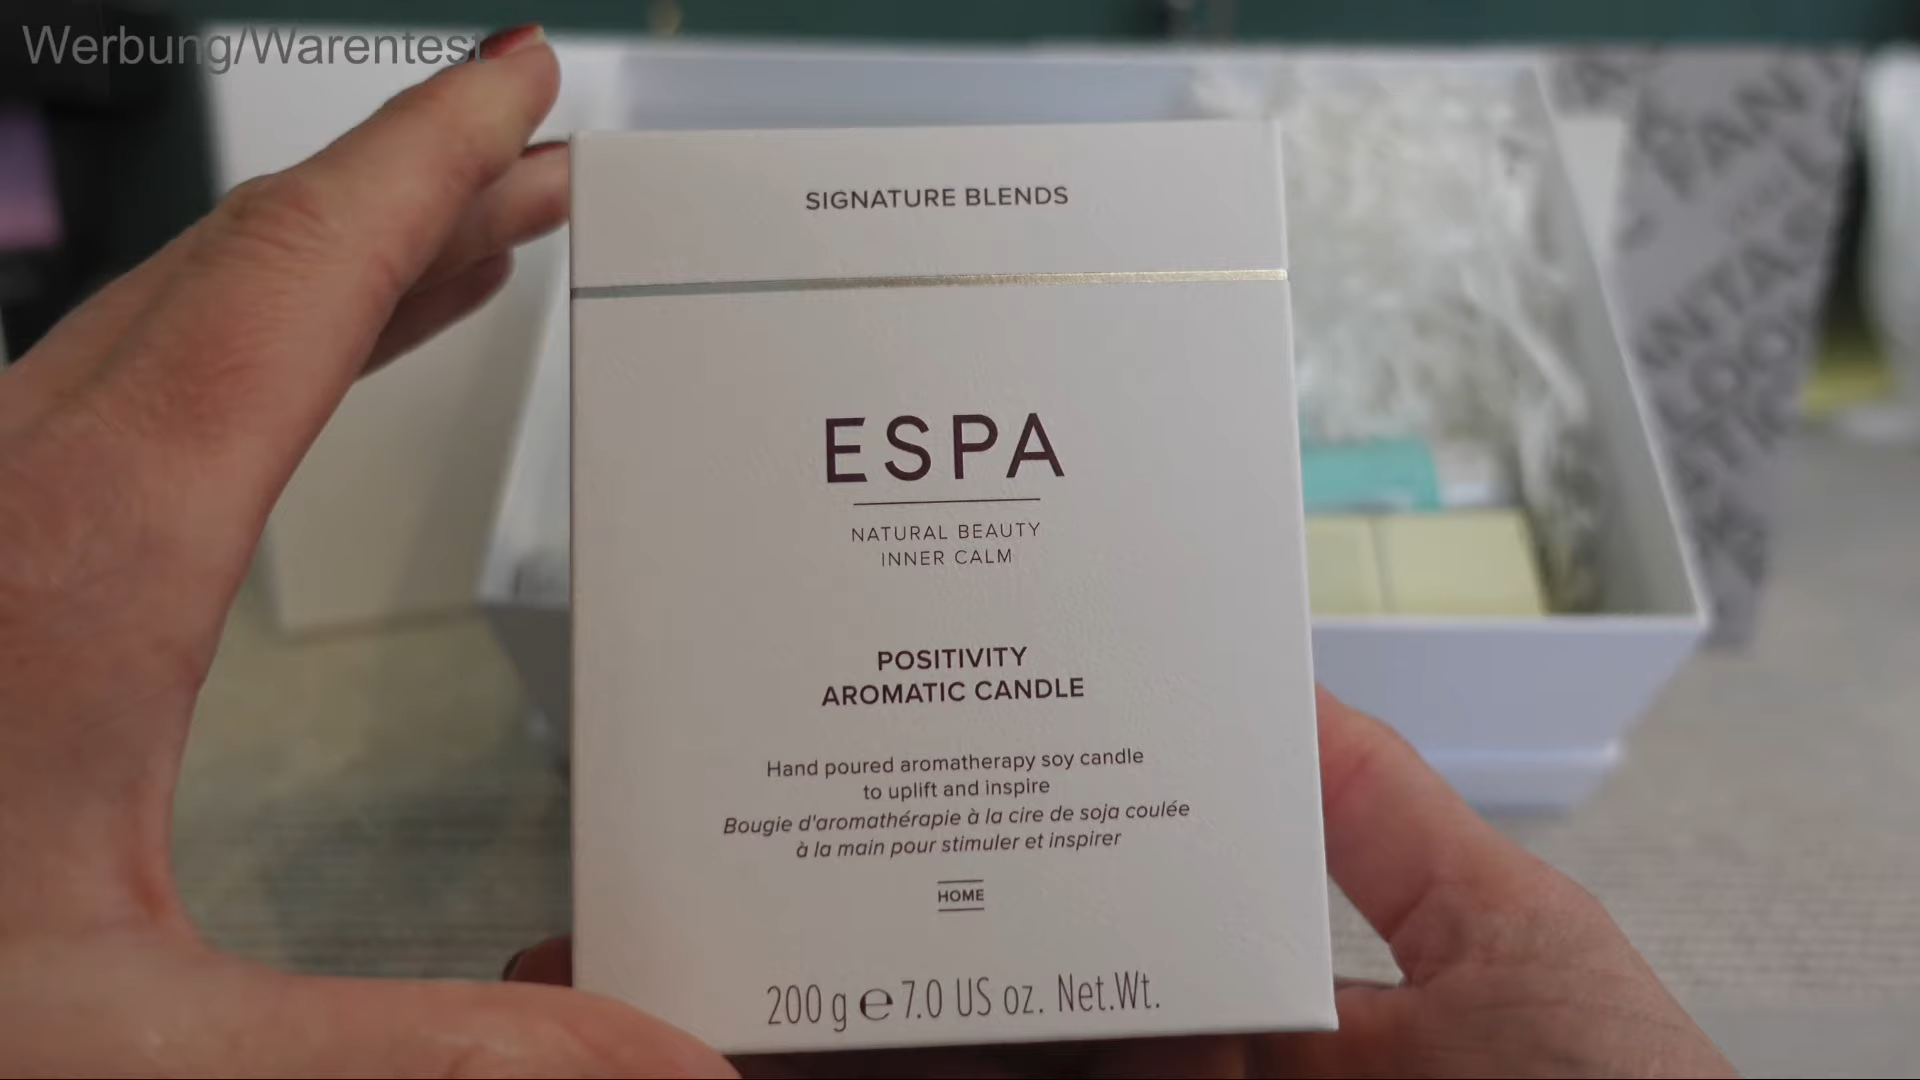 Werbung/Warentest
SIGNATURE BLENDS
ESPA
NATURAL BEAUTY
INNER CALM
POSITIVITY
AROMATIC CANDLE
Hand poured aromatherapy soy candle
to uplift and inspire
Bougie d'aromathérapie à la cire de soja coulée
à la main pour stimuler et inspirer
HOME
200 g ℮ 7.0 US oz. Net.Wt.